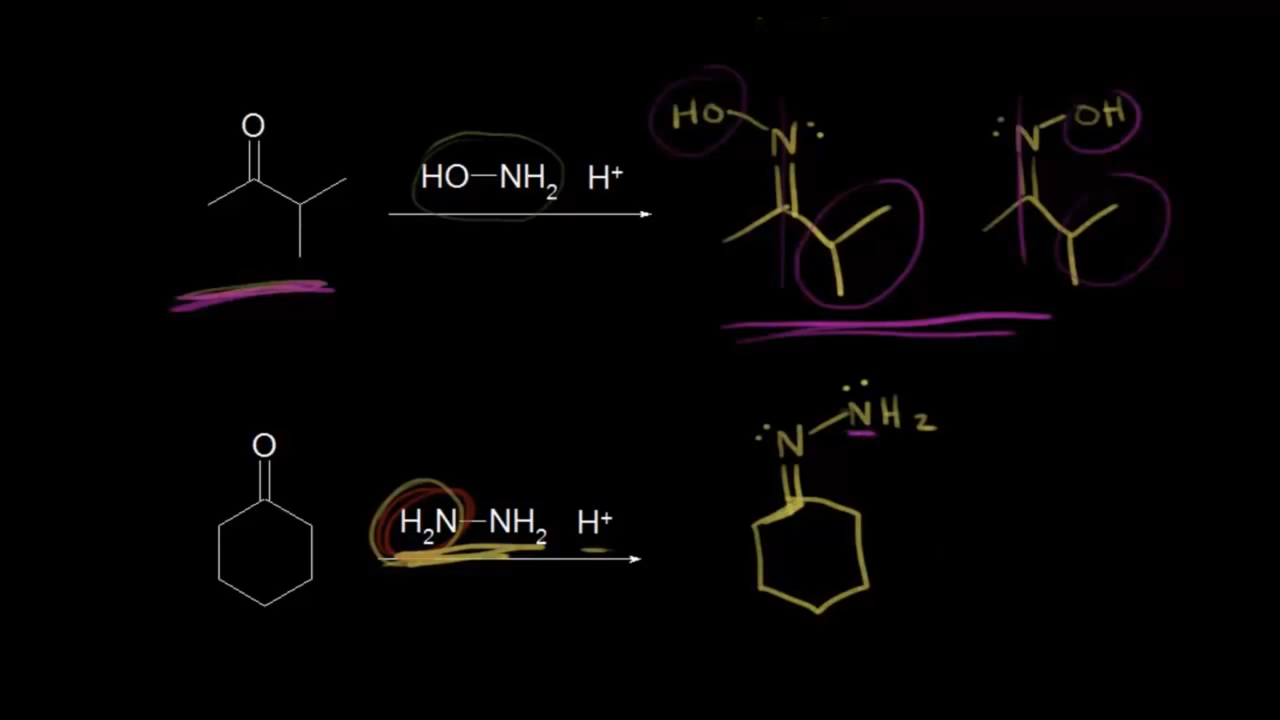 O
HO—NH₂ H⁺
HO N
N OH
O
H₂N—NH₂ H⁺
N NH₂